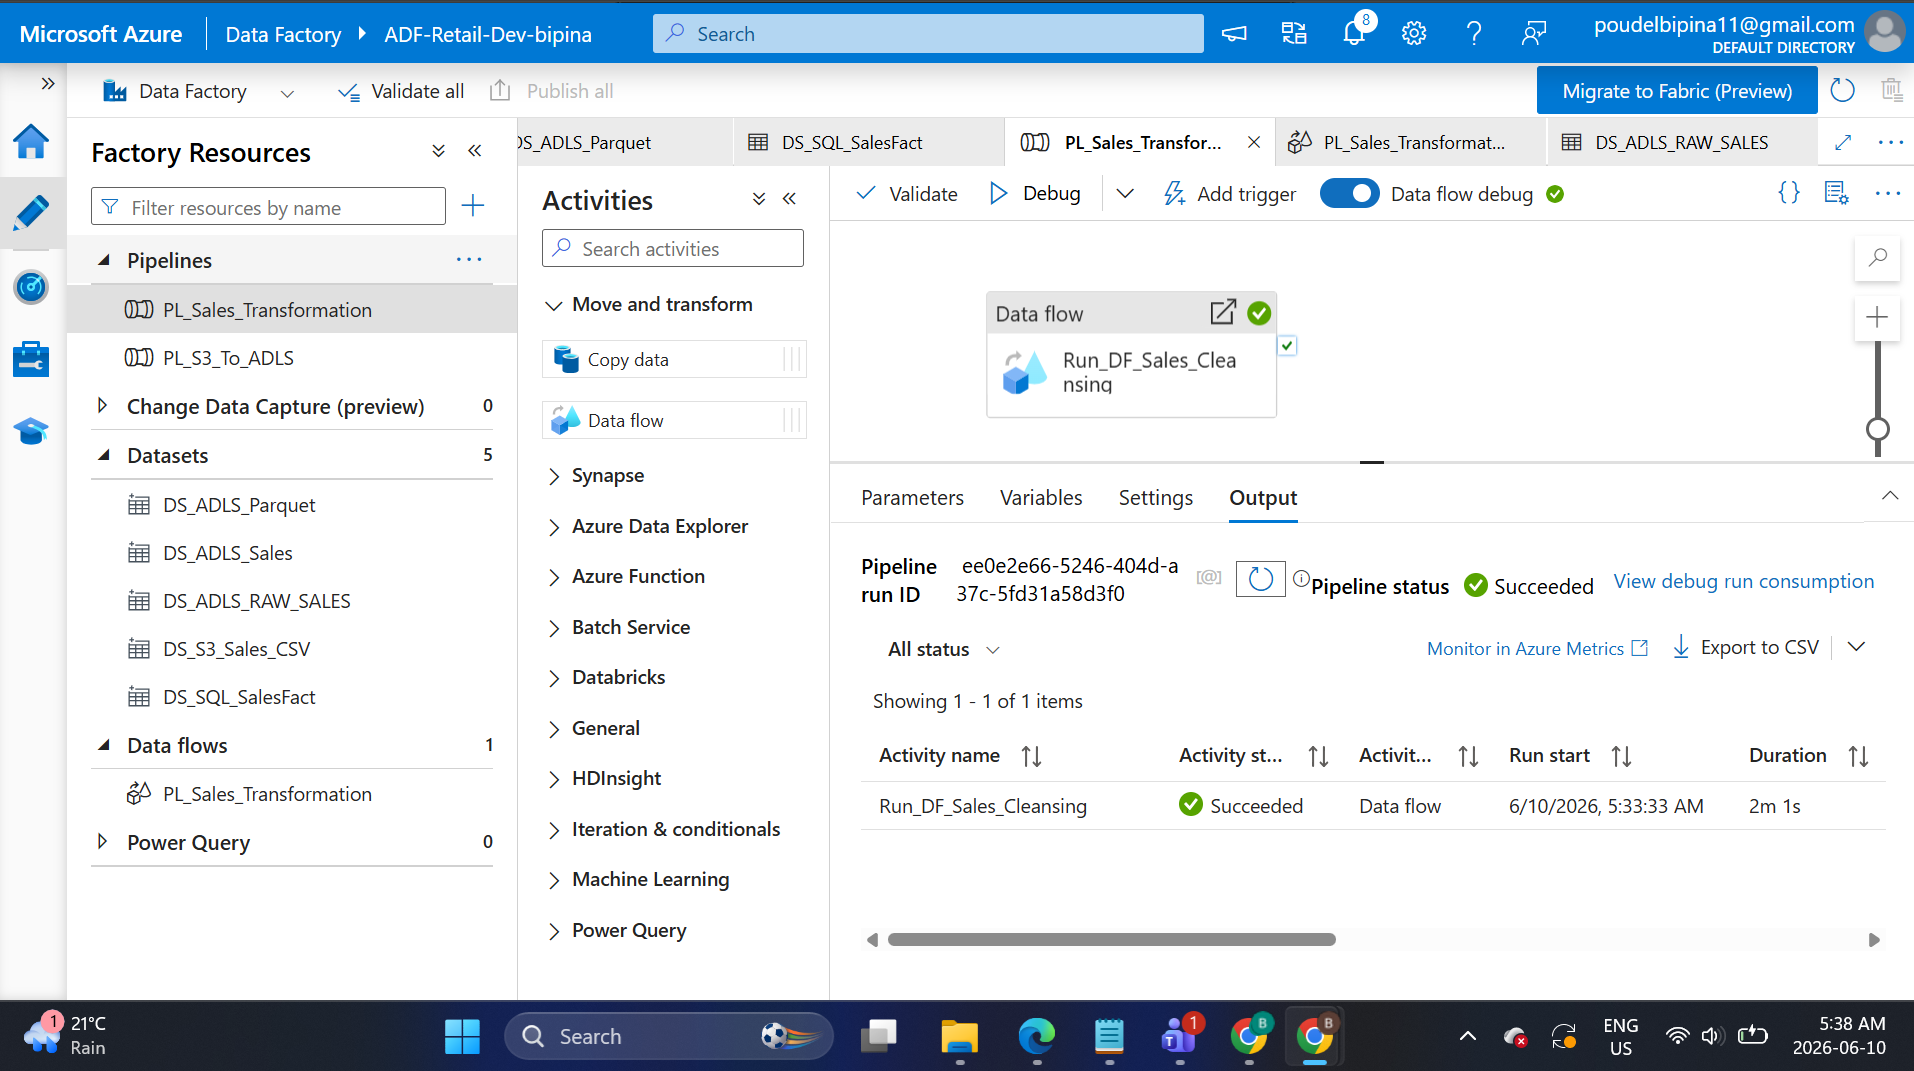 Microsoft Azure
Data Factory
ADF-Retail-Dev-bipina
Search
8
poudelbipina11@gmail.com
DEFAULT DIRECTORY
Data Factory
Validate all
Publish all
Migrate to Fabric (Preview)
Factory Resources
Filter resources by name
Pipelines
PL_Sales_Transformation
PL_S3_To_ADLS
Change Data Capture (preview) 0
Datasets 5
DS_ADLS_Parquet
DS_ADLS_Sales
DS_ADLS_RAW_SALES
DS_S3_Sales_CSV
DS_SQL_SalesFact
Data flows 1
PL_Sales_Transformation
Power Query 0
DS_ADLS_Parquet
DS_SQL_SalesFact
PL_Sales_Transfor...
PL_Sales_Transformat...
DS_ADLS_RAW_SALES
Activities
Search activities
Move and transform
Copy data
Data flow
Synapse
Azure Data Explorer
Azure Function
Batch Service
Databricks
General
HDInsight
Iteration & conditionals
Machine Learning
Power Query
Validate
Debug
Add trigger
Data flow debug
{}
Data flow
Run_DF_Sales_Clea
nsing
Parameters
Variables
Settings
Output
Pipeline
run ID
ee0e2e66-5246-404d-a
37c-5fd31a58d3f0
[@]
Pipeline status
Succeeded
View debug run consumption
All status
Monitor in Azure Metrics
Export to CSV
Showing 1 - 1 of 1 items
Activity name
Activity st...
Activit...
Run start
Duration
Run_DF_Sales_Cleansing
Succeeded
Data flow
6/10/2026, 5:33:33 AM
2m 1s
1
21°C
Rain
Search
T
1
B
B
ENG
US
5:38 AM
2026-06-10